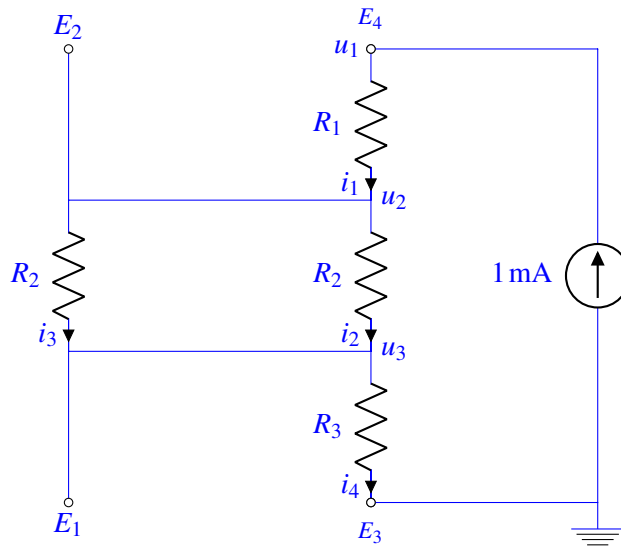 E₂
E₄
u₁
R₁
i₁
u₂
R₂
R₂
1 mA
i₃
i₂
u₃
R₃
i₄
E₁
E₃